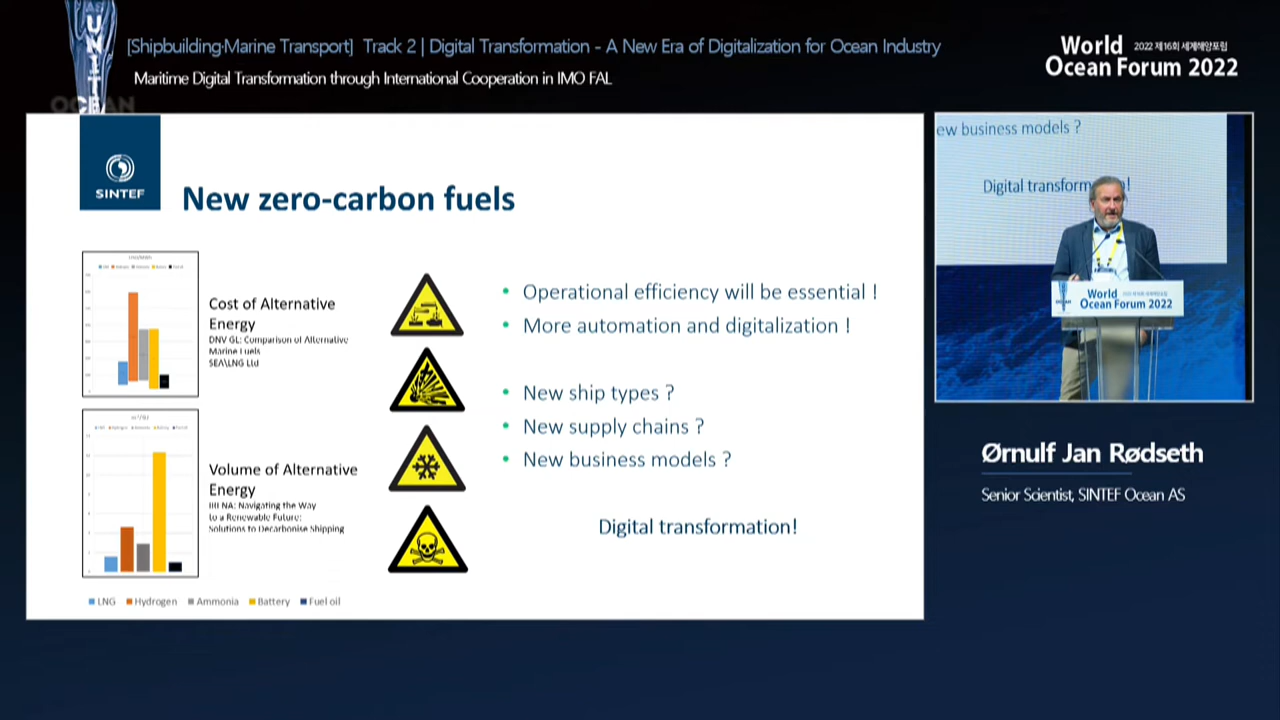 UNITE
[Shipbuilding·Marine Transport] Track 2 | Digital Transformation - A New Era of Digitalization for Ocean Industry
Maritime Digital Transformation through International Cooperation in IMO FAL
World 2022 제16회 세계해양포럼
Ocean Forum 2022
OCEAN
SINTEF
New zero-carbon fuels
Cost of Alternative
Energy
DNV GL: Comparison of Alternative
Marine Fuels
SEA\LNG Ltd
Volume of Alternative
Energy
NA: Navigating the Way
to a Renewable Future:
Solutions to Decarbonise Shipping
LNG Hydrogen Ammonia Battery Fuel oil
• Operational efficiency will be essential !
• More automation and digitalization !
• New ship types ?
• New supply chains ?
• New business models ?
Digital transformation!
ew business models ?
Digital transform !
World
Ocean Forum 2022
Ørnulf Jan Rødseth
Senior Scientist, SINTEF Ocean AS